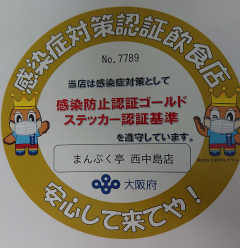 感染症対策認証飲食店
No.7789
当店は感染症対策として
感染防止認証ゴールド
ステッカー認証基準
を遵守しています。
まんぷく亭 西中島店
大阪府
安心して来てや！